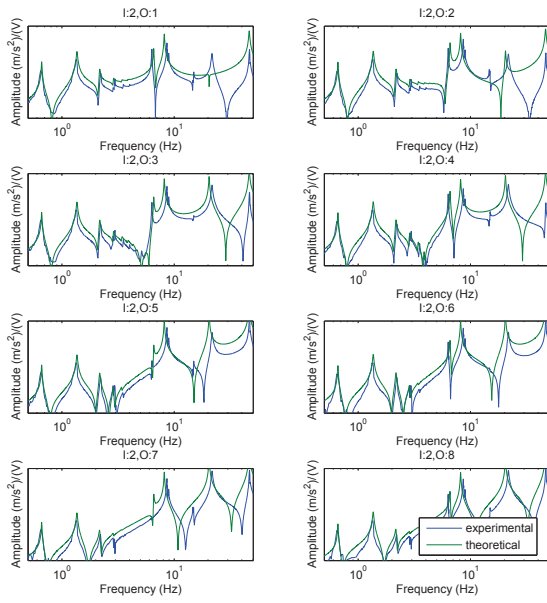 I:2,O:1
Amplitude (m/s²)/(V)
10⁰
10¹
Frequency (Hz)
I:2,O:2
Amplitude (m/s²)/(V)
10⁰
10¹
Frequency (Hz)
I:2,O:3
Amplitude (m/s²)/(V)
10⁰
10¹
Frequency (Hz)
I:2,O:4
Amplitude (m/s²)/(V)
10⁰
10¹
Frequency (Hz)
I:2,O:5
Amplitude (m/s²)/(V)
10⁰
10¹
Frequency (Hz)
I:2,O:6
Amplitude (m/s²)/(V)
10⁰
10¹
Frequency (Hz)
I:2,O:7
Amplitude (m/s²)/(V)
10⁰
10¹
Frequency (Hz)
I:2,O:8
Amplitude (m/s²)/(V)
experimental
theoretical
10⁰
10¹
Frequency (Hz)